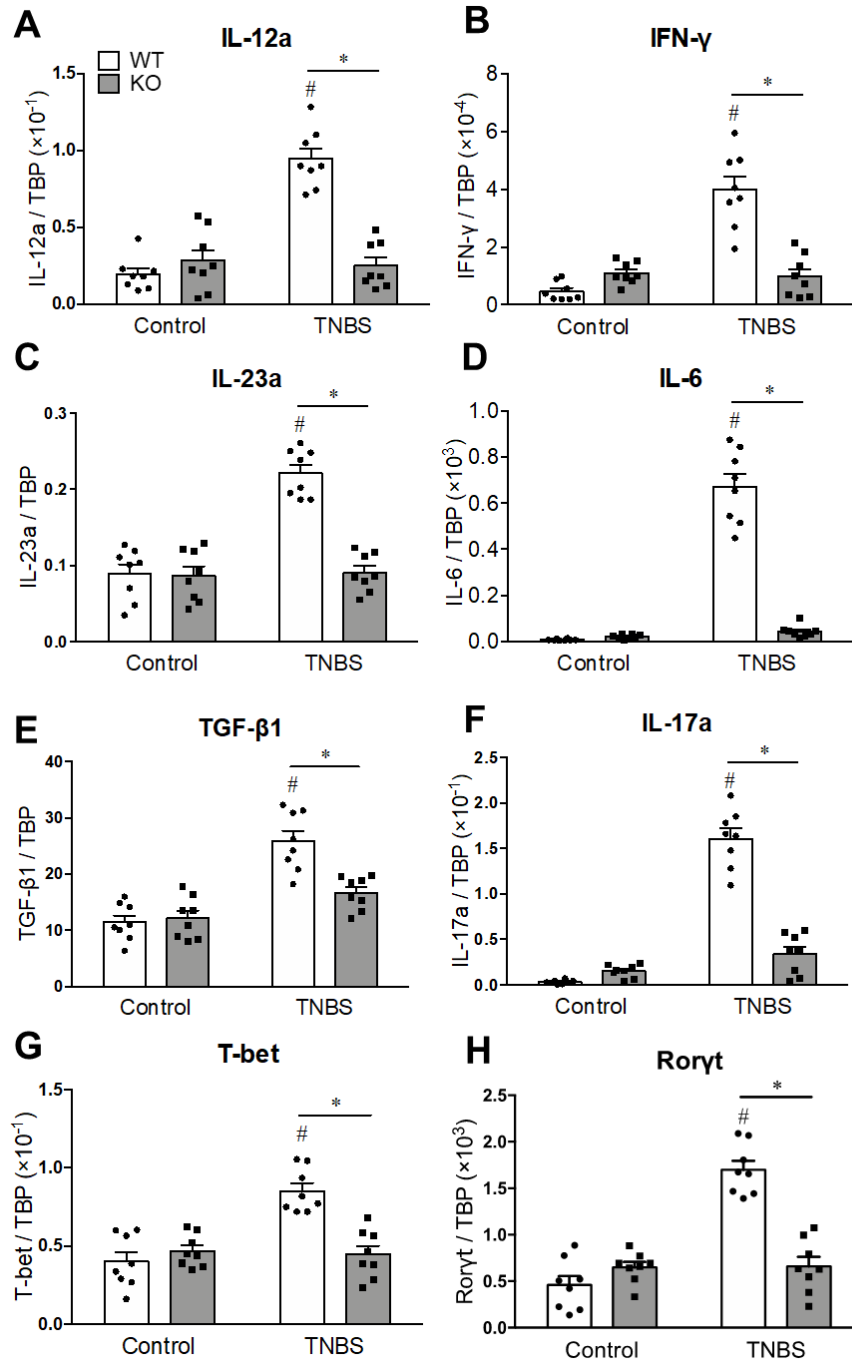 A
IL-12a
WT
KO
IL-12a / TBP (×10⁻¹)
1.5
1.0
0.5
0.0
#
*
Control
TNBS
B
IFN-γ
IFN-γ / TBP (×10⁻⁴)
8
6
4
2
0
#
*
Control
TNBS
C
IL-23a
IL-23a / TBP
0.3
0.2
0.1
0.0
#
*
Control
TNBS
D
IL-6
IL-6 / TBP (×10³)
1.0
0.8
0.6
0.4
0.2
0.0
#
*
Control
TNBS
E
TGF-β1
TGF-β1 / TBP
40
30
20
10
0
#
*
Control
TNBS
F
IL-17a
IL-17a / TBP (×10⁻¹)
2.5
2.0
1.5
1.0
0.5
0.0
#
*
Control
TNBS
G
T-bet
T-bet / TBP (×10⁻¹)
1.5
1.0
0.5
0.0
#
*
Control
TNBS
H
Rorγt
Rorγt / TBP (×10³)
2.5
2.0
1.5
1.0
0.5
0.0
#
*
Control
TNBS